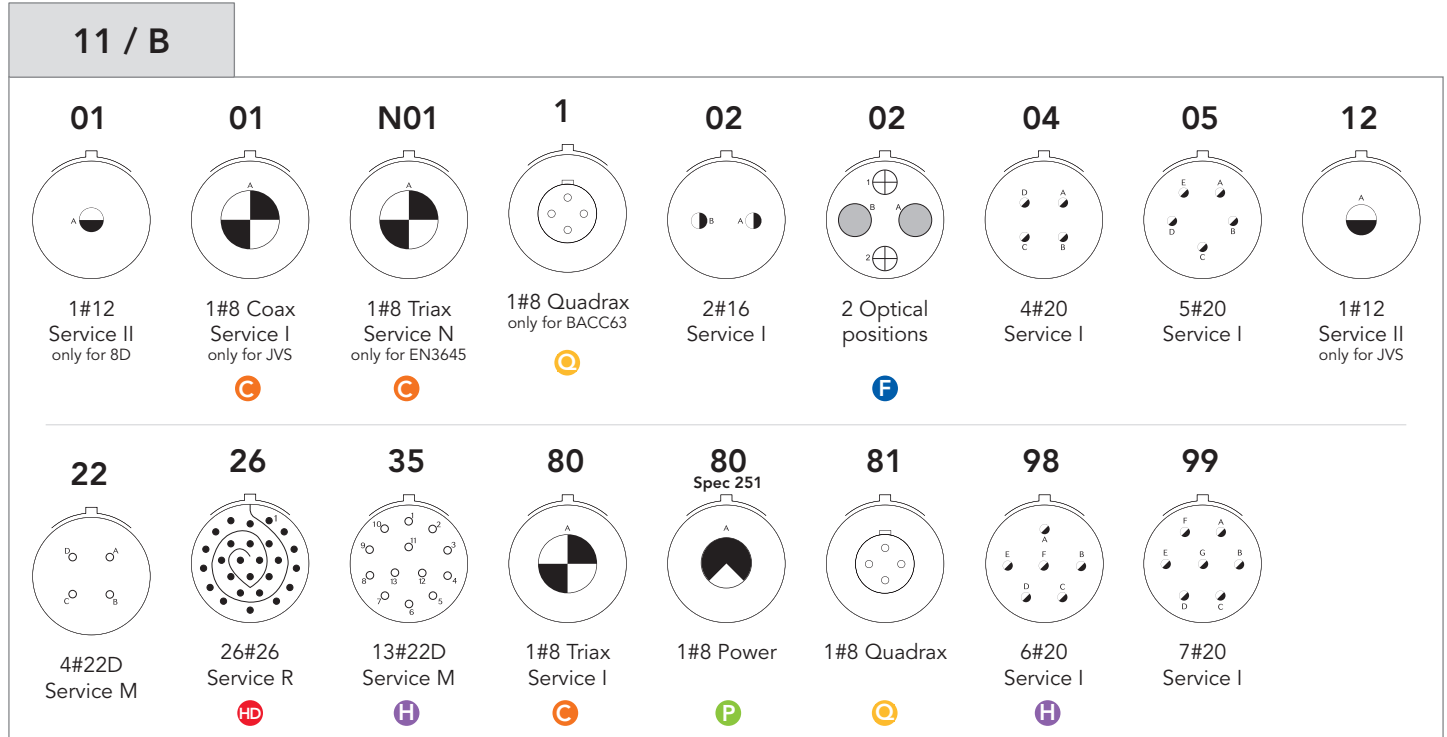 11 / B
01 01 N01 1 02 02 04 05 12
A
A
A
B A
1 B A 2
D A C B
E A D B C
A
1#12 1#8 Coax 1#8 Triax 1#8 Quadrax 2#16 2 Optical 4#20 5#20 1#12
Service II Service I Service N only for BACC63 Service I positions Service I Service I Service II
only for 8D only for JVS only for EN3645 only for JVS
C C Q F
22 26 35 80 80 81 98 99
Spec 251
D A C B
1
10 1 2 9 11 3 8 13 12 4 7 6 5
A
A
A E F B D C
F A E G B D C
4#22D 26#26 13#22D 1#8 Triax 1#8 Power 1#8 Quadrax 6#20 7#20
Service M Service R Service M Service I Service I Service I
HD H C P Q H